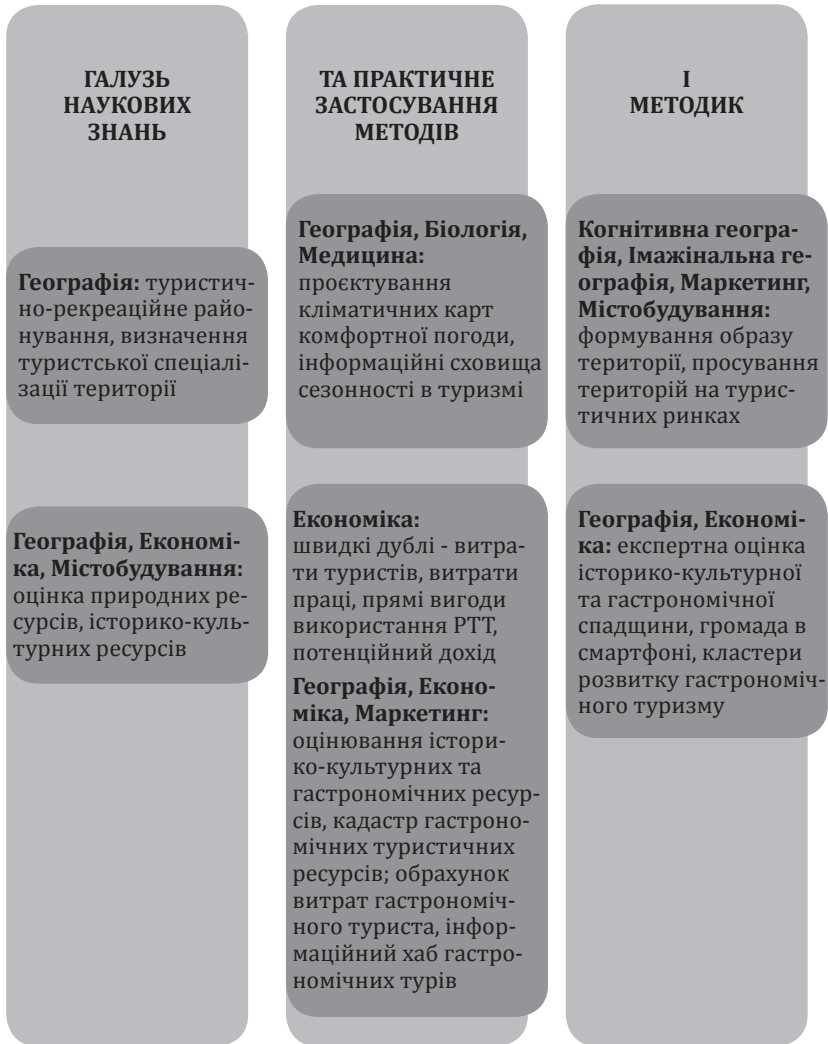 ГАЛУЗЬ
НАУКОВИХ
ЗНАНЬ
Географія: туристич-
но-рекреаційне райо-
нування, визначення
туристської спеціалі-
зації території
Географія, Економі-
ка, Містобудування:
оцінка природних ре-
сурсів, історико-куль-
турних ресурсів
ТА ПРАКТИЧНЕ
ЗАСТОСУВАННЯ
МЕТОДІВ
Географія, Біологія,
Медицина:
проєктування
кліматичних карт
комфортної погоди,
інформаційні сховища
сезонності в туризмі
Економіка:
швидкі дублі - витра-
ти туристів, витрати
праці, прямі вигоди
використання РТТ,
потенційний дохід
Географія, Еконо-
міка, Маркетинг:
оцінювання істори-
ко-культурних та
гастрономічних ресур-
сів, кадастр гастроно-
мічних туристичних
ресурсів; обрахунок
витрат гастрономіч-
ного туриста, інфор-
маційний хаб гастро-
номічних турів
І
МЕТОДИК
Когнітивна геогра-
фія, Імажінальна ге-
ографія, Маркетинг,
Містобудування:
формування образу
території, просування
територій на турис-
тичних ринках
Географія, Економі-
ка: експертна оцінка
історико-культурної
та гастрономічної
спадщини, громада в
смартфоні, кластери
розвитку гастрономіч-
ного туризму